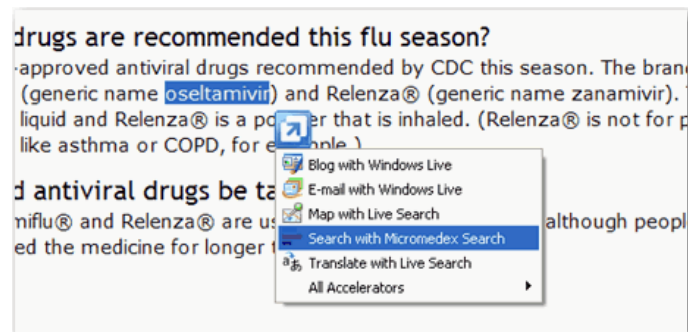 drugs are recommended this flu season?
-approved antiviral drugs recommended by CDC this season. The bran
(generic name oseltamivir) and Relenza® (generic name zanamivir).
liquid and Relenza® is a that is inhaled. (Relenza® is not for p
like asthma or COPD, for
Blog with Windows Live
d antiviral drugs be ta
E-mail with Windows Live
Map with Live Search
miflu® and Relenza® are us although peopl
Search with Micromedex Search
ed the medicine for longer
Translate with Live Search
All Accelerators